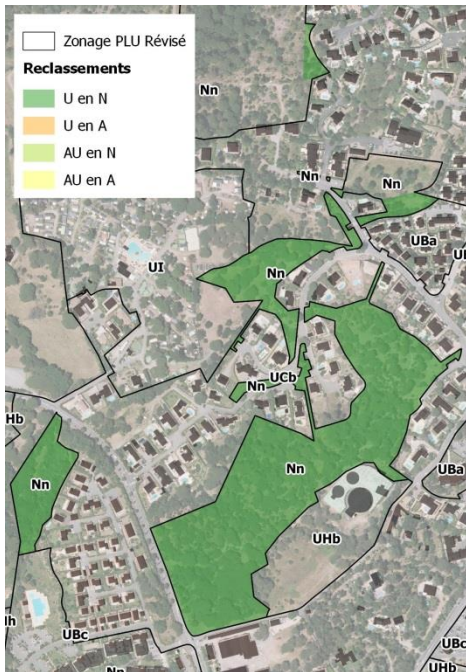 Zonage PLU Révisé
Reclassements
U en N
U en A
AU en N
AU en A
Nn
Nn
Nn
UBa
UI
Nn
UCb
Nn
Hb
Nn
Nn
UBa
UHb
UBc
Nn
UBc
UHb